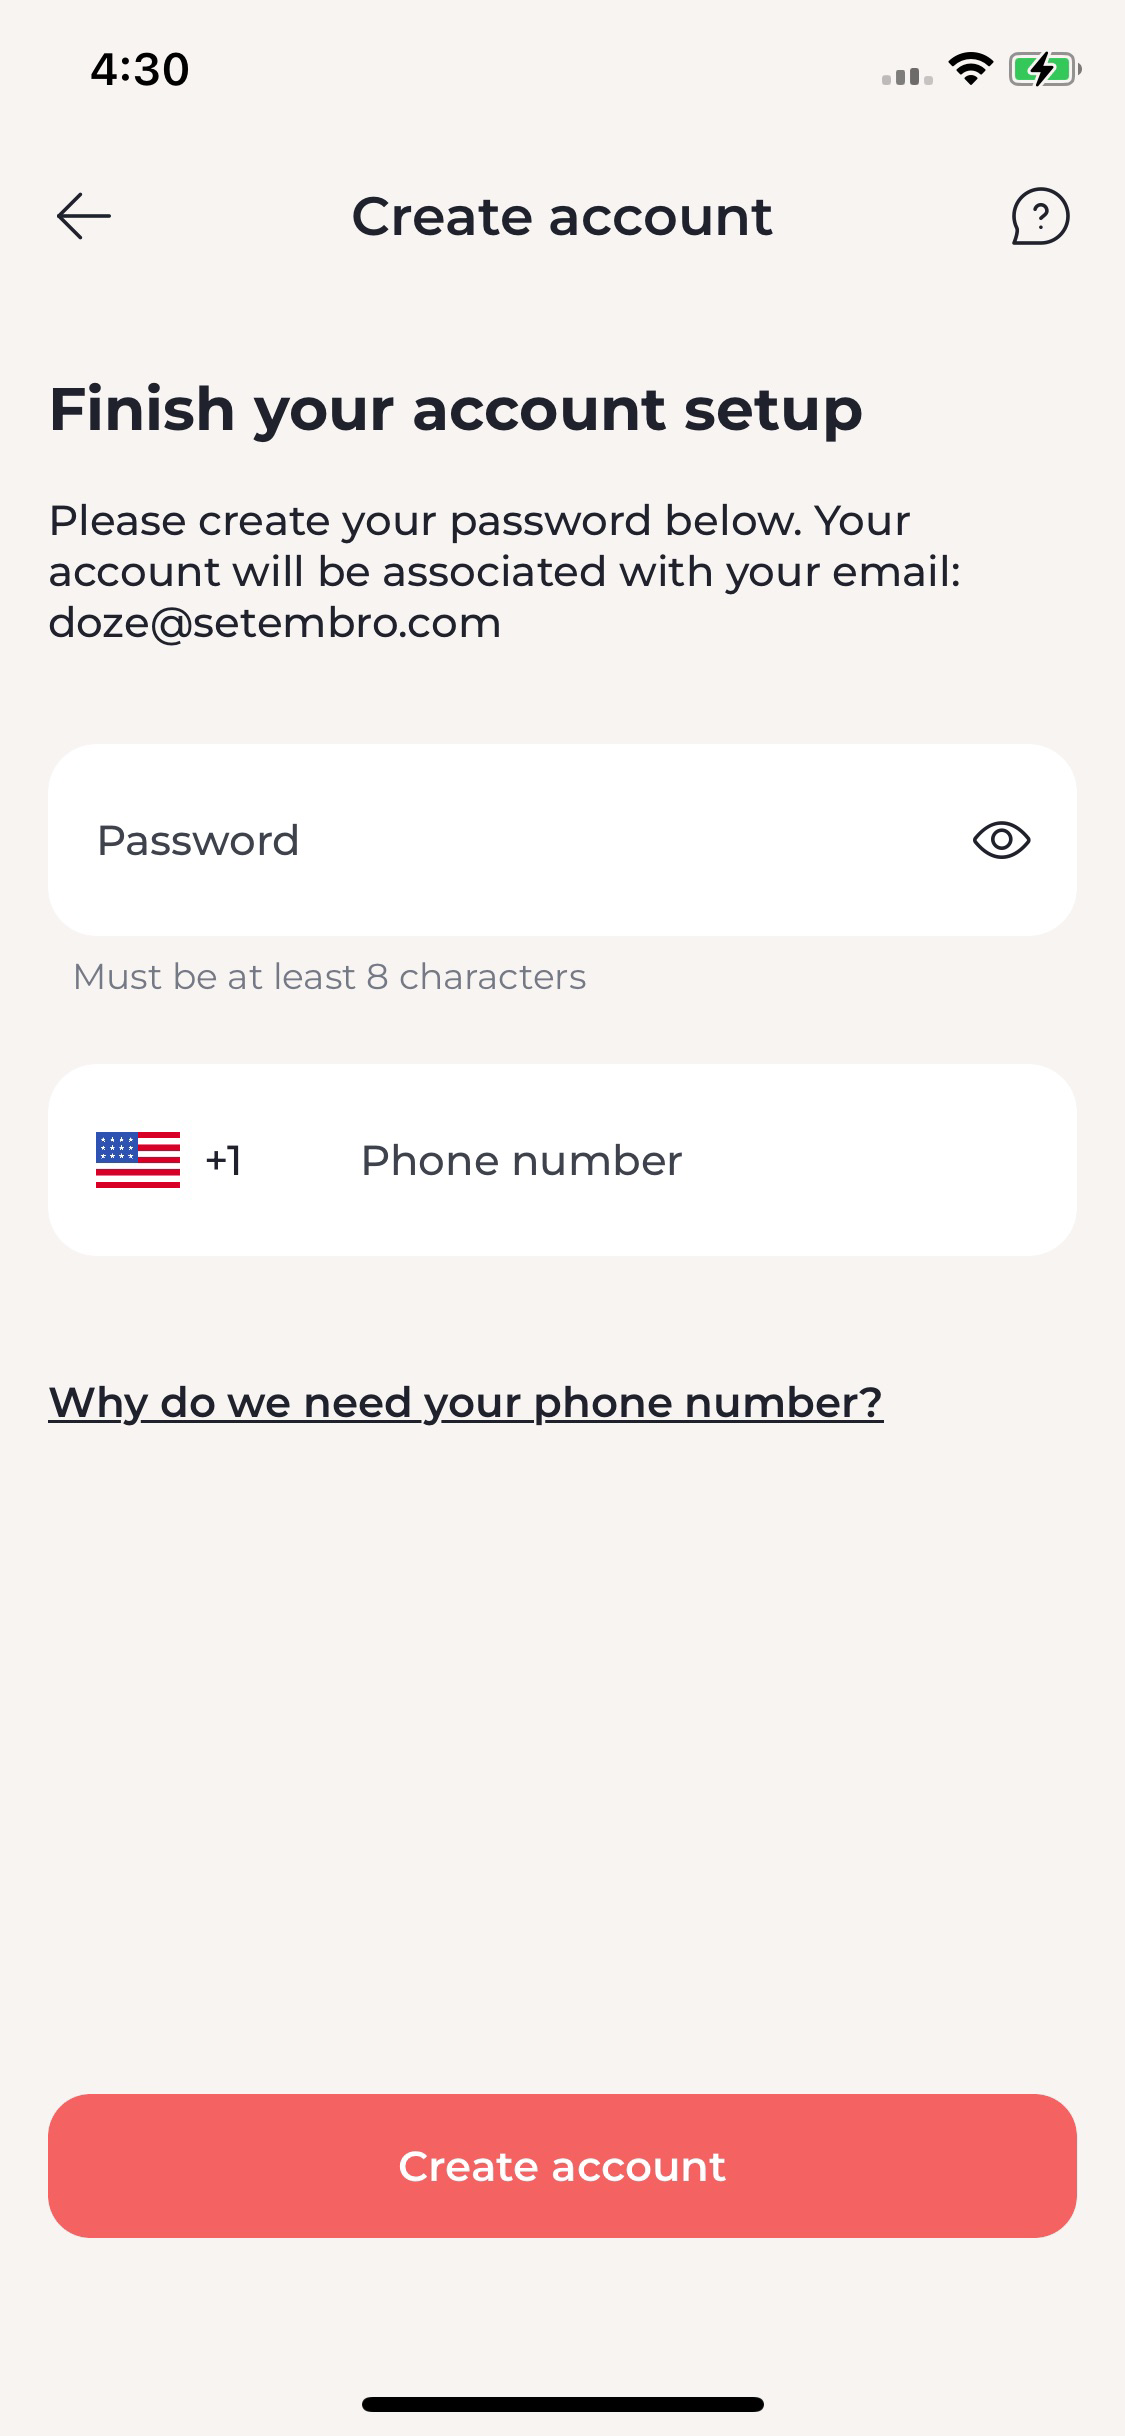 4:30
Create account
Finish your account setup
Please create your password below. Your
account will be associated with your email:
doze@setembro.com
Password
Must be at least 8 characters
+1 Phone number
Why do we need your phone number?
Create account